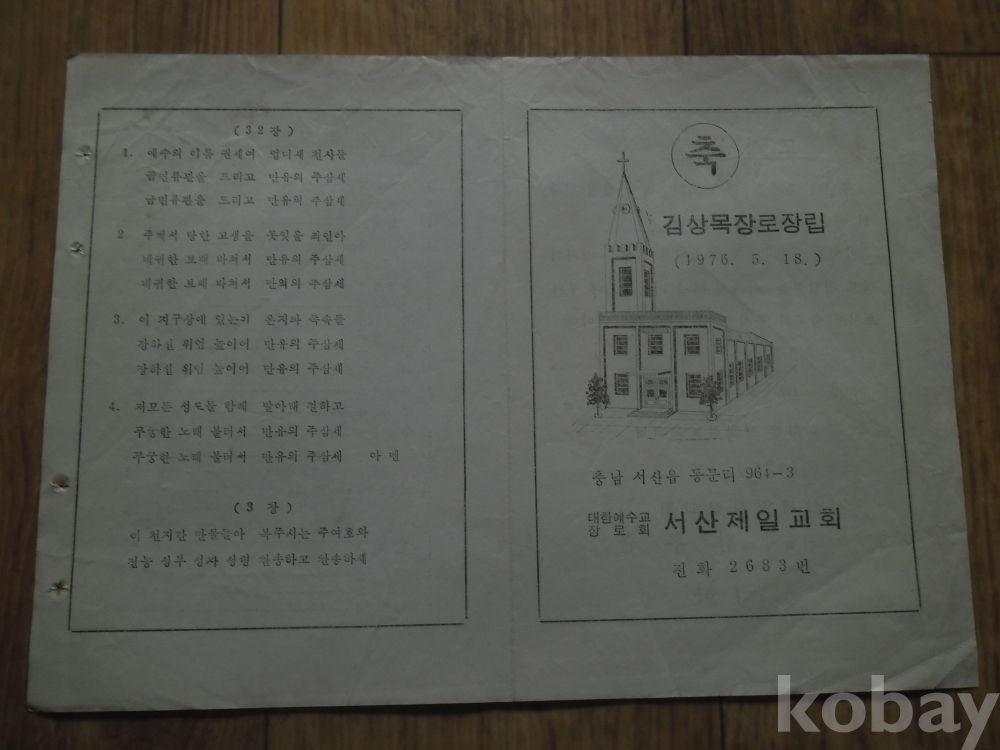 (32장)
1. 예수의 이름 권세여 엎디세 천사들
금면류관을 드리고 만유의 주삼세
금면류관을 드리고 만유의 주삼세
2. 주께서 당한 고생을 못잊을 죄인아
네귀한 보배 바쳐서 만유의 주삼세
네귀한 보배 바쳐서 만유의 주삼세
3. 이 지구상에 있는 온지파 족속들
장하신 위엄 높이어 만유의 주삼세
장하신 위엄 높이어 만유의 주삼세
4. 저모든 성도들 함께 발아래 절하고
무궁한 노래 불러서 만유의 주삼세
무궁한 노래 불러서 만유의 주삼세 아멘
(3장)
이 천지간 만물들아 복주시는 주여호와
전능 성부 성자 성령 찬송하고 찬송하세
축
김상목장로장립
(1976. 5. 18.)
충남 서산읍 동문리 964-3
대한예수교
장로회 서산제일교회
전화 2683번
kobay